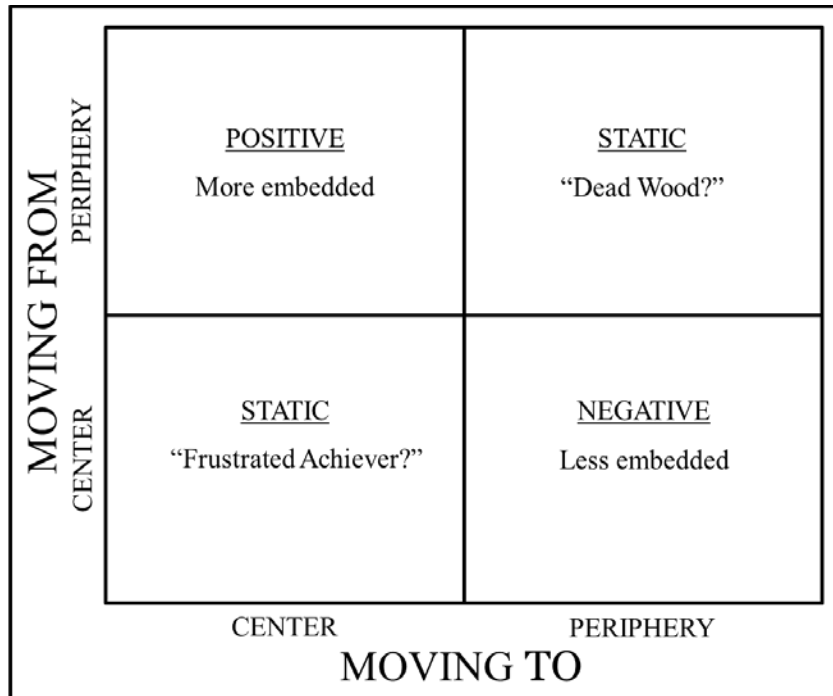 MOVING FROM
PERIPHERY
CENTER
POSITIVE
More embedded
STATIC
“Dead Wood?”
STATIC
“Frustrated Achiever?”
NEGATIVE
Less embedded
CENTER
PERIPHERY
MOVING TO